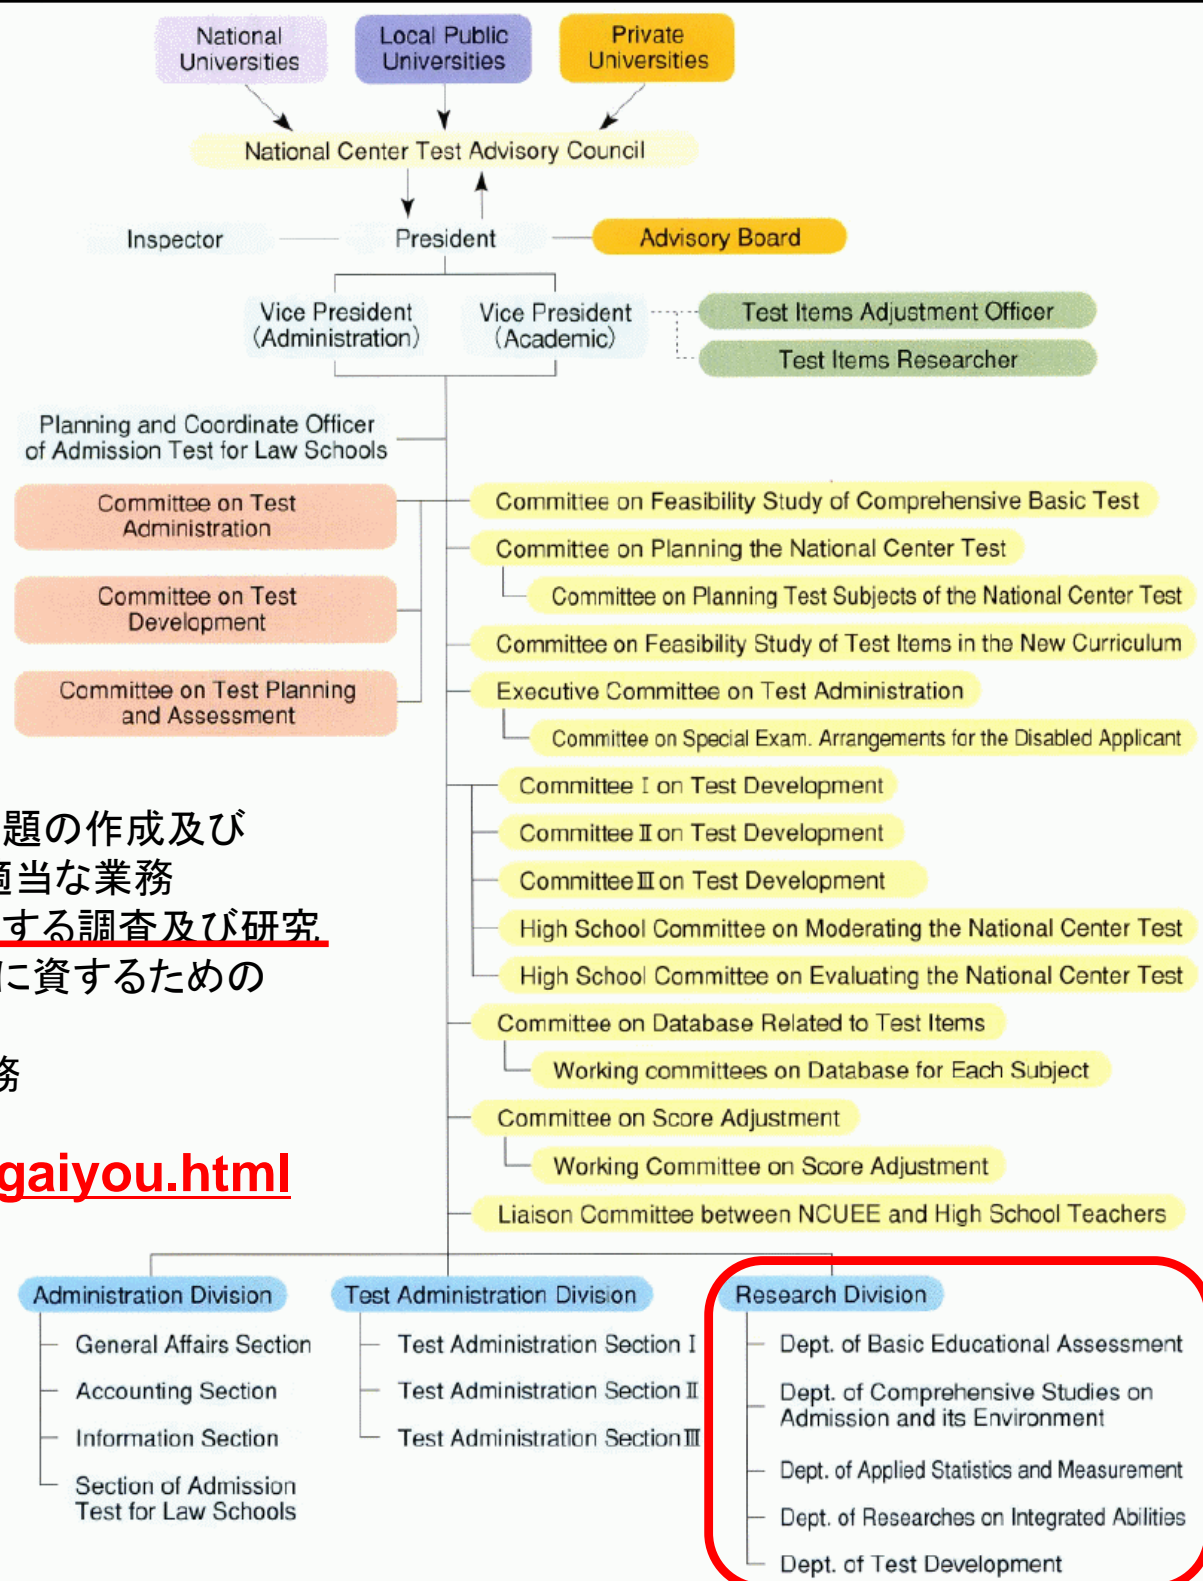 National
Universities
Local Public
Universities
Private
Universities
National Center Test Advisory Council
Inspector
President
Advisory Board
Vice President
(Administration)
Vice President
(Academic)
Test Items Adjustment Officer
Test Items Researcher
Planning and Coordinate Officer
of Admission Test for Law Schools
Committee on Test
Administration
Committee on Test
Development
Committee on Test Planning
and Assessment
Committee on Feasibility Study of Comprehensive Basic Test
Committee on Planning the National Center Test
Committee on Planning Test Subjects of the National Center Test
Committee on Feasibility Study of Test Items in the New Curriculum
Executive Committee on Test Administration
Committee on Special Exam. Arrangements for the Disabled Applicant
Committee Ⅰ on Test Development
Committee Ⅱ on Test Development
Committee Ⅲ on Test Development
High School Committee on Moderating the National Center Test
High School Committee on Evaluating the National Center Test
Committee on Database Related to Test Items
Working committees on Database for Each Subject
Committee on Score Adjustment
Working Committee on Score Adjustment
Liaison Committee between NCUEE and High School Teachers
題の作成及び
適当な業務
する調査及び研究
に資するための
務
gaiyou.html
Administration Division
General Affairs Section
Accounting Section
Information Section
Section of Admission
Test for Law Schools
Test Administration Division
Test Administration Section Ⅰ
Test Administration Section Ⅱ
Test Administration Section Ⅲ
Research Division
Dept. of Basic Educational Assessment
Dept. of Comprehensive Studies on
Admission and its Environment
Dept. of Applied Statistics and Measurement
Dept. of Researches on Integrated Abilities
Dept. of Test Development